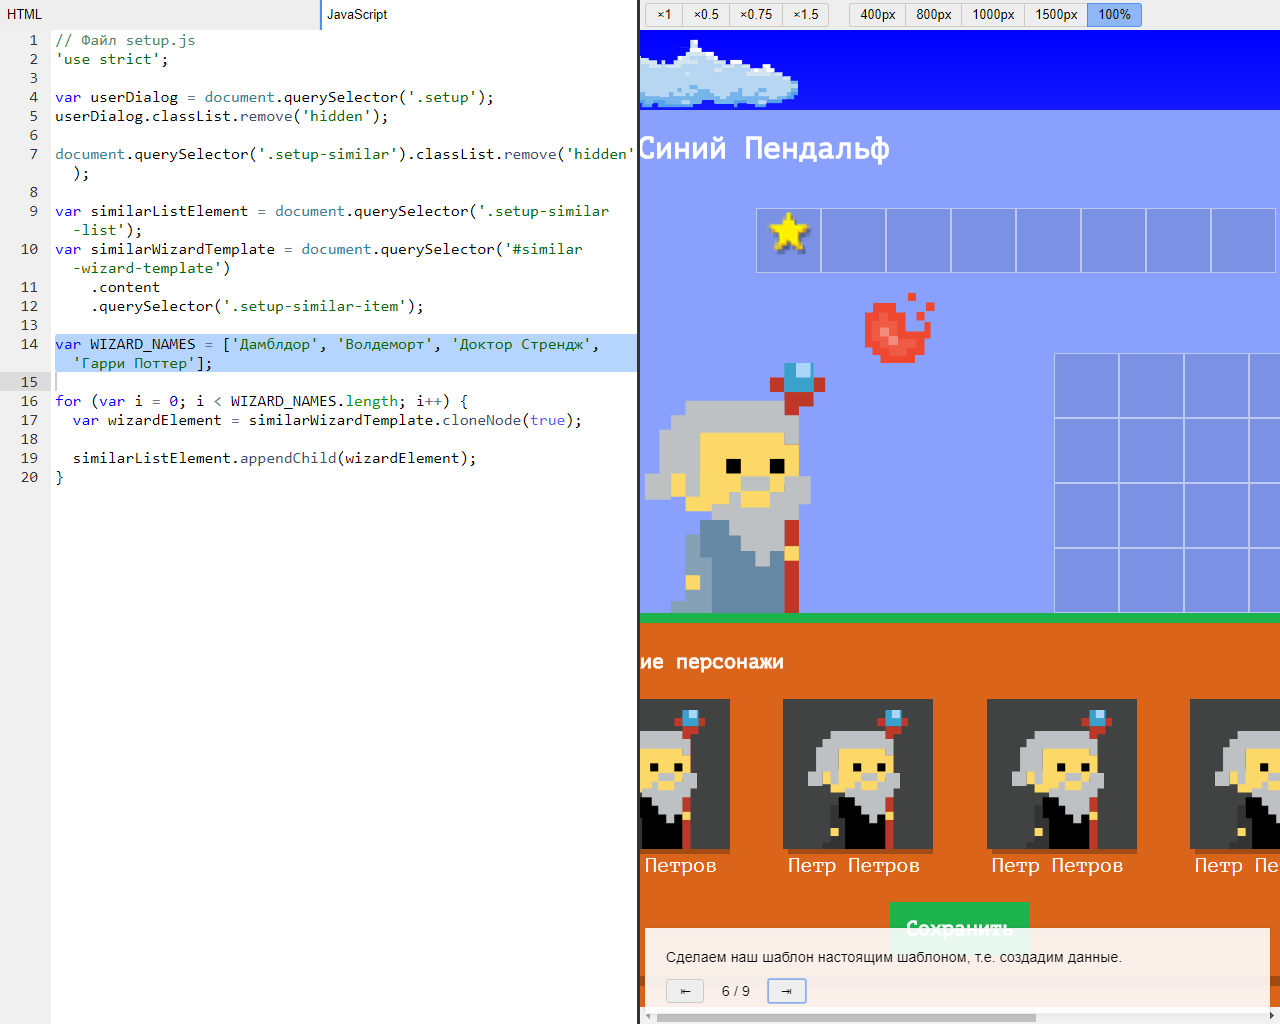 HTML
JavaScript
×1 ×0.5 ×0.75 ×1.5 400px 800px 1000px 1500px 100%
1 // Файл setup.js
2 'use strict';
3
4 var userDialog = document.querySelector('.setup');
5 userDialog.classList.remove('hidden');
6
7 document.querySelector('.setup-similar').classList.remove('hidden'
);
8
9 var similarListElement = document.querySelector('.setup-similar
-list');
10 var similarWizardTemplate = document.querySelector('#similar
-wizard-template')
11 .content
12 .querySelector('.setup-similar-item');
13
14 var WIZARD_NAMES = ['Дамблдор', 'Волдеморт', 'Доктор Стрендж',
'Гарри Поттер'];
15
16 for (var i = 0; i < WIZARD_NAMES.length; i++) {
17 var wizardElement = similarWizardTemplate.cloneNode(true);
18
19 similarListElement.appendChild(wizardElement);
20 }
Синий Пендальф
ие персонажи
Петров
Петр Петров
Петр Петров
Петр Пе
Сохранить
Сделаем наш шаблон настоящим шаблоном, т.е. создадим данные.
⇤ 6 / 9 ⇥